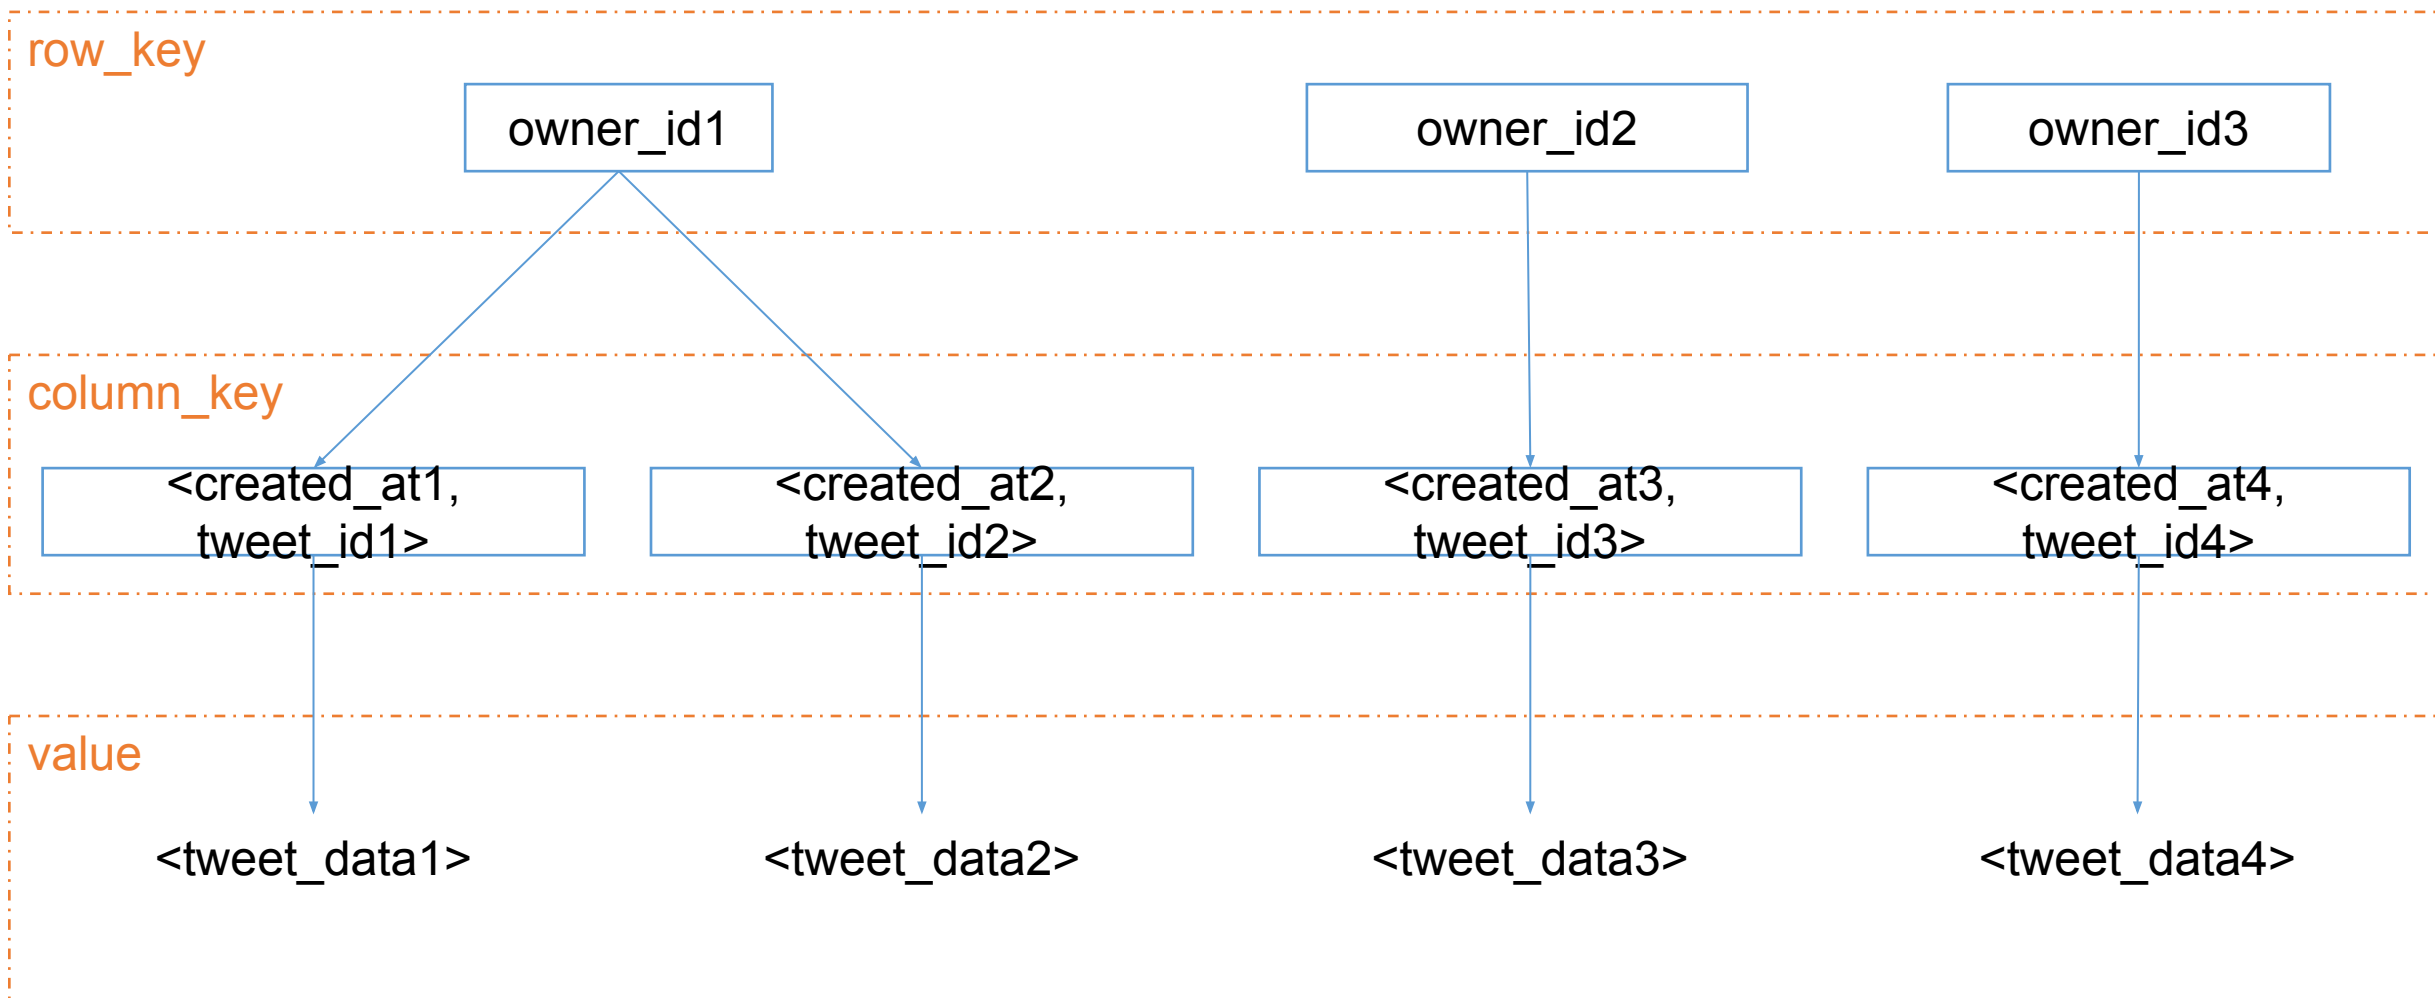 row_key
owner_id1
owner_id2
owner_id3
column_key
<created_at1,
tweet_id1>
<created_at2,
tweet_id2>
<created_at3,
tweet_id3>
<created_at4,
tweet_id4>
value
<tweet_data1>
<tweet_data2>
<tweet_data3>
<tweet_data4>